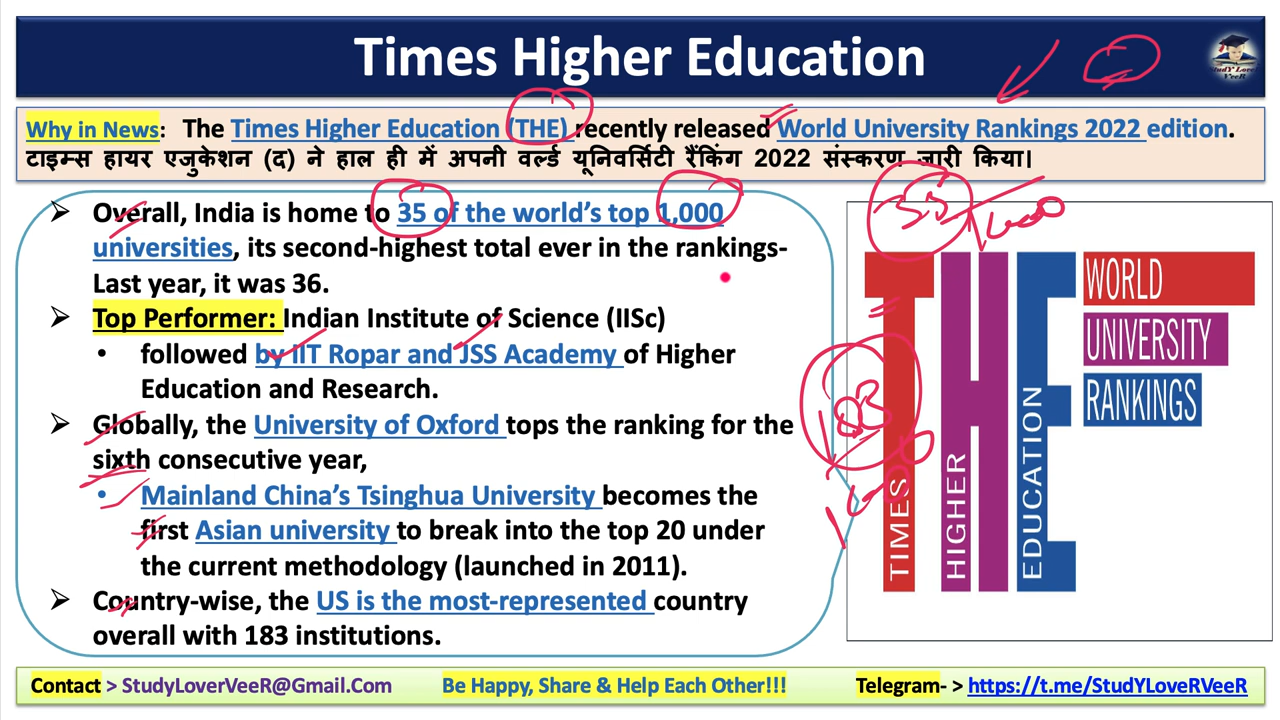 Times Higher Education
StudY Lover
VeeR
Why in News: The Times Higher Education (THE) recently released World University Rankings 2022 edition.
टाइम्स हायर एजुकेशन (द) ने हाल ही में अपनी वर्ल्ड यूनिवर्सिटी रैंकिंग 2022 संस्करण जारी किया।
➢ Overall, India is home to 35 of the world's top 1,000
universities, its second-highest total ever in the rankings-
Last year, it was 36.
➢ Top Performer: Indian Institute of Science (IISc)
• followed by IIT Ropar and JSS Academy of Higher
Education and Research.
➢ Globally, the University of Oxford tops the ranking for the
sixth consecutive year,
• Mainland China's Tsinghua University becomes the
first Asian university to break into the top 20 under
the current methodology (launched in 2011).
➢ Country-wise, the US is the most-represented country
overall with 183 institutions.
35
1000
183
TIMES
HIGHER
EDUCATION
WORLD
UNIVERSITY
RANKINGS
Contact > StudyLoverVeeR@Gmail.Com Be Happy, Share & Help Each Other!!! Telegram- > https://t.me/StudYLoveRVeeR